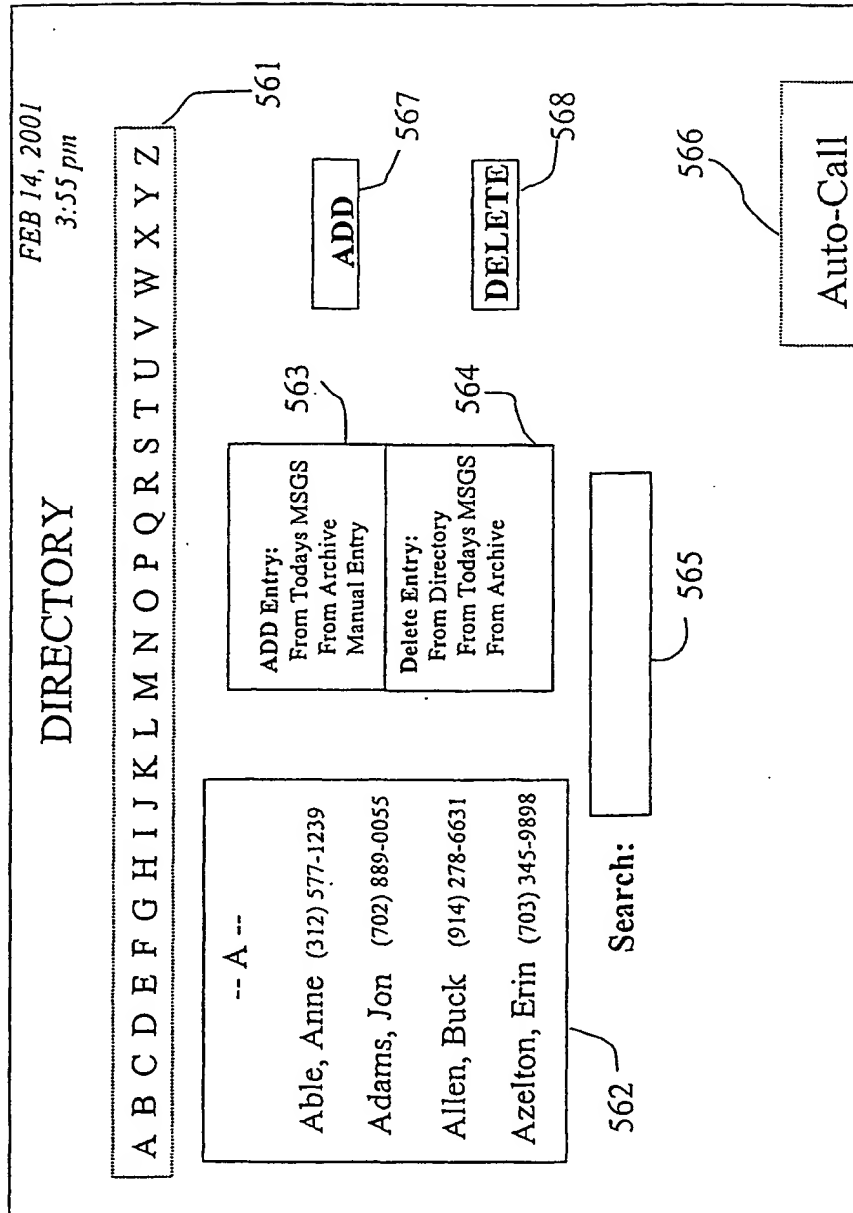 DIRECTORY
FEB 14, 2001
3:55 pm
A B C D E F G H I J K L M N O P Q R S T U V W X Y Z
561
-- A --
Able, Anne (312) 577-1239
Adams, Jon (702) 889-0055
Allen, Buck (914) 278-6631
Azelton, Erin (703) 345-9898
562
ADD Entry:
From Todays MSGS
From Archive
Manual Entry
563
Delete Entry:
From Directory
From Todays MSGS
From Archive
564
ADD
567
DELETE
568
Search:
565
566
Auto-Call